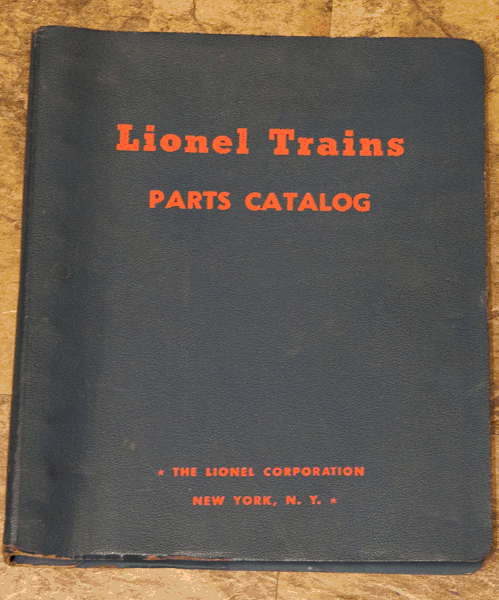 Lionel Trains
PARTS CATALOG
★ THE LIONEL CORPORATION
NEW YORK, N. Y. ★